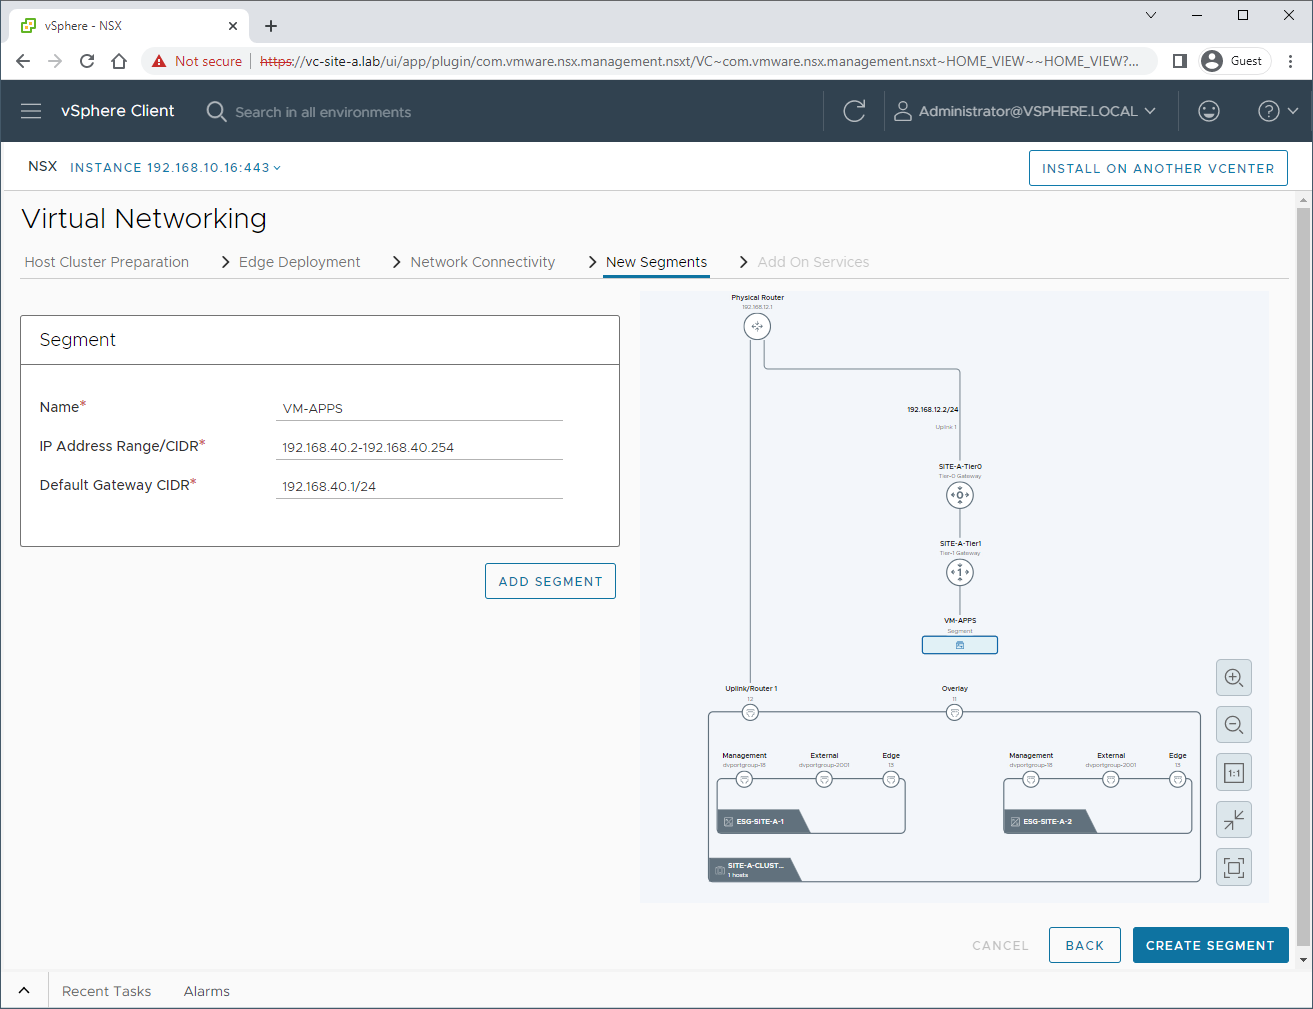 vSphere - NSX
Not secure
https://vc-site-a.lab/ui/app/plugin/com.vmware.nsx.management.nsxt/VC~com.vmware.nsx.management.nsxt~HOME_VIEW~~HOME_VIEW?...
Guest
vSphere Client
Search in all environments
Administrator@VSPHERE.LOCAL
NSX
INSTANCE 192.168.10.16:443
INSTALL ON ANOTHER VCENTER
Virtual Networking
Host Cluster Preparation
Edge Deployment
Network Connectivity
New Segments
Add On Services
Segment
Name*
VM-APPS
IP Address Range/CIDR*
192.168.40.2-192.168.40.254
Default Gateway CIDR*
192.168.40.1/24
ADD SEGMENT
Physical Router
192.168.12.1
192.168.12.2/24
Uplink 1
SITE-A-Tier0
Tier-0 Gateway
0
SITE-A-Tier1
Tier-1 Gateway
1
VM-APPS
Segment
Uplink/Router 1
12
Overlay
11
Management
dvportgroup-18
External
dvportgroup-2001
Edge
13
ESG-SITE-A-1
Management
dvportgroup-18
External
dvportgroup-2001
Edge
13
ESG-SITE-A-2
SITE-A-CLUST...
1 hosts
1:1
CANCEL
BACK
CREATE SEGMENT
Recent Tasks
Alarms